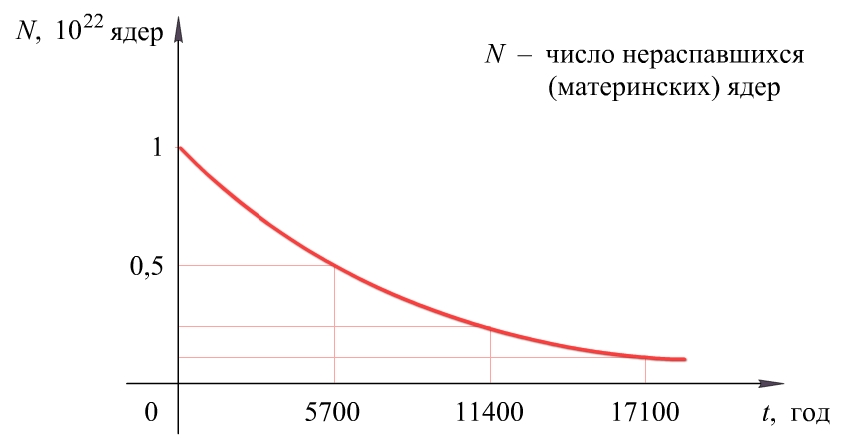 N, 10²² ядер
N – число нераспавшихся
(материнских) ядер
1
0,5
0 5700 11400 17100 t, год